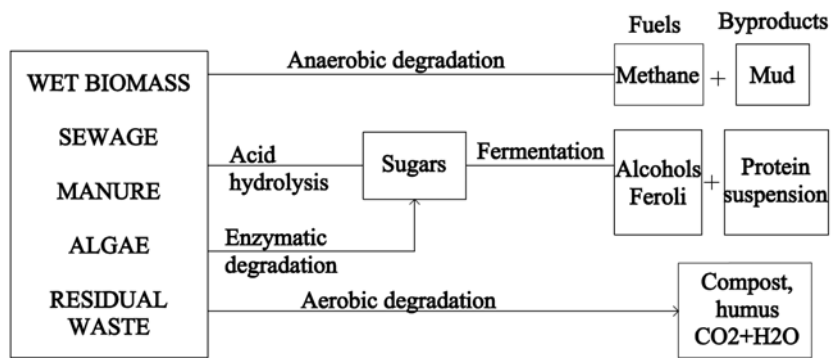 Fuels
Byproducts
WET BIOMASS
SEWAGE
MANURE
ALGAE
RESIDUAL
WASTE
Anaerobic degradation
Methane
+
Mud
Acid
hydrolysis
Sugars
Fermentation
Alcohols
Feroli
+
Protein
suspension
Enzymatic
degradation
Aerobic degradation
Compost,
humus
CO2+H2O